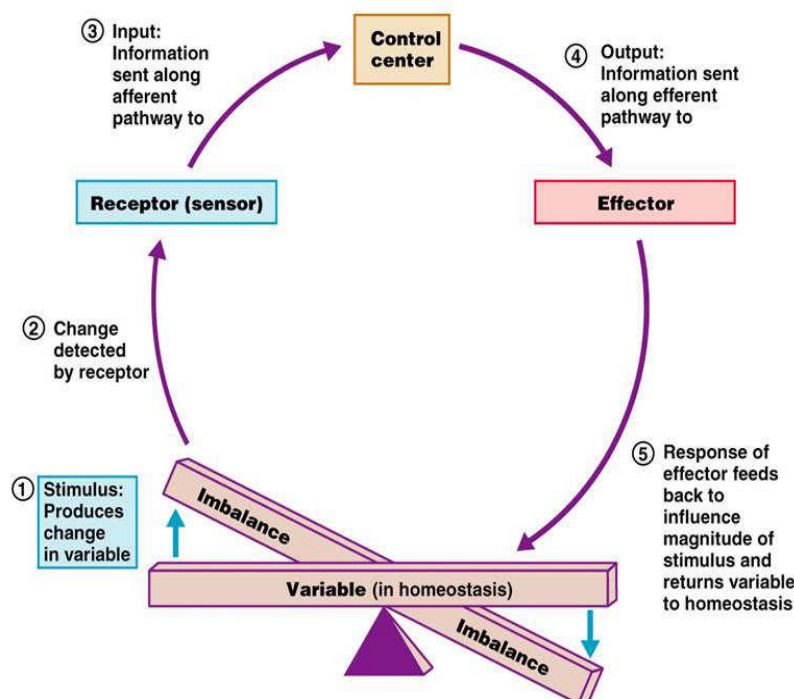 ③ Input:
Information
sent along
afferent
pathway to
Control
center
④ Output:
Information sent
along efferent
pathway to
Receptor (sensor)
Effector
② Change
detected
by receptor
① Stimulus:
Produces
change
in variable
Imbalance
Variable (in homeostasis)
Imbalance
⑤ Response of
effector feeds
back to
influence
magnitude of
stimulus and
returns variable
to homeostasis